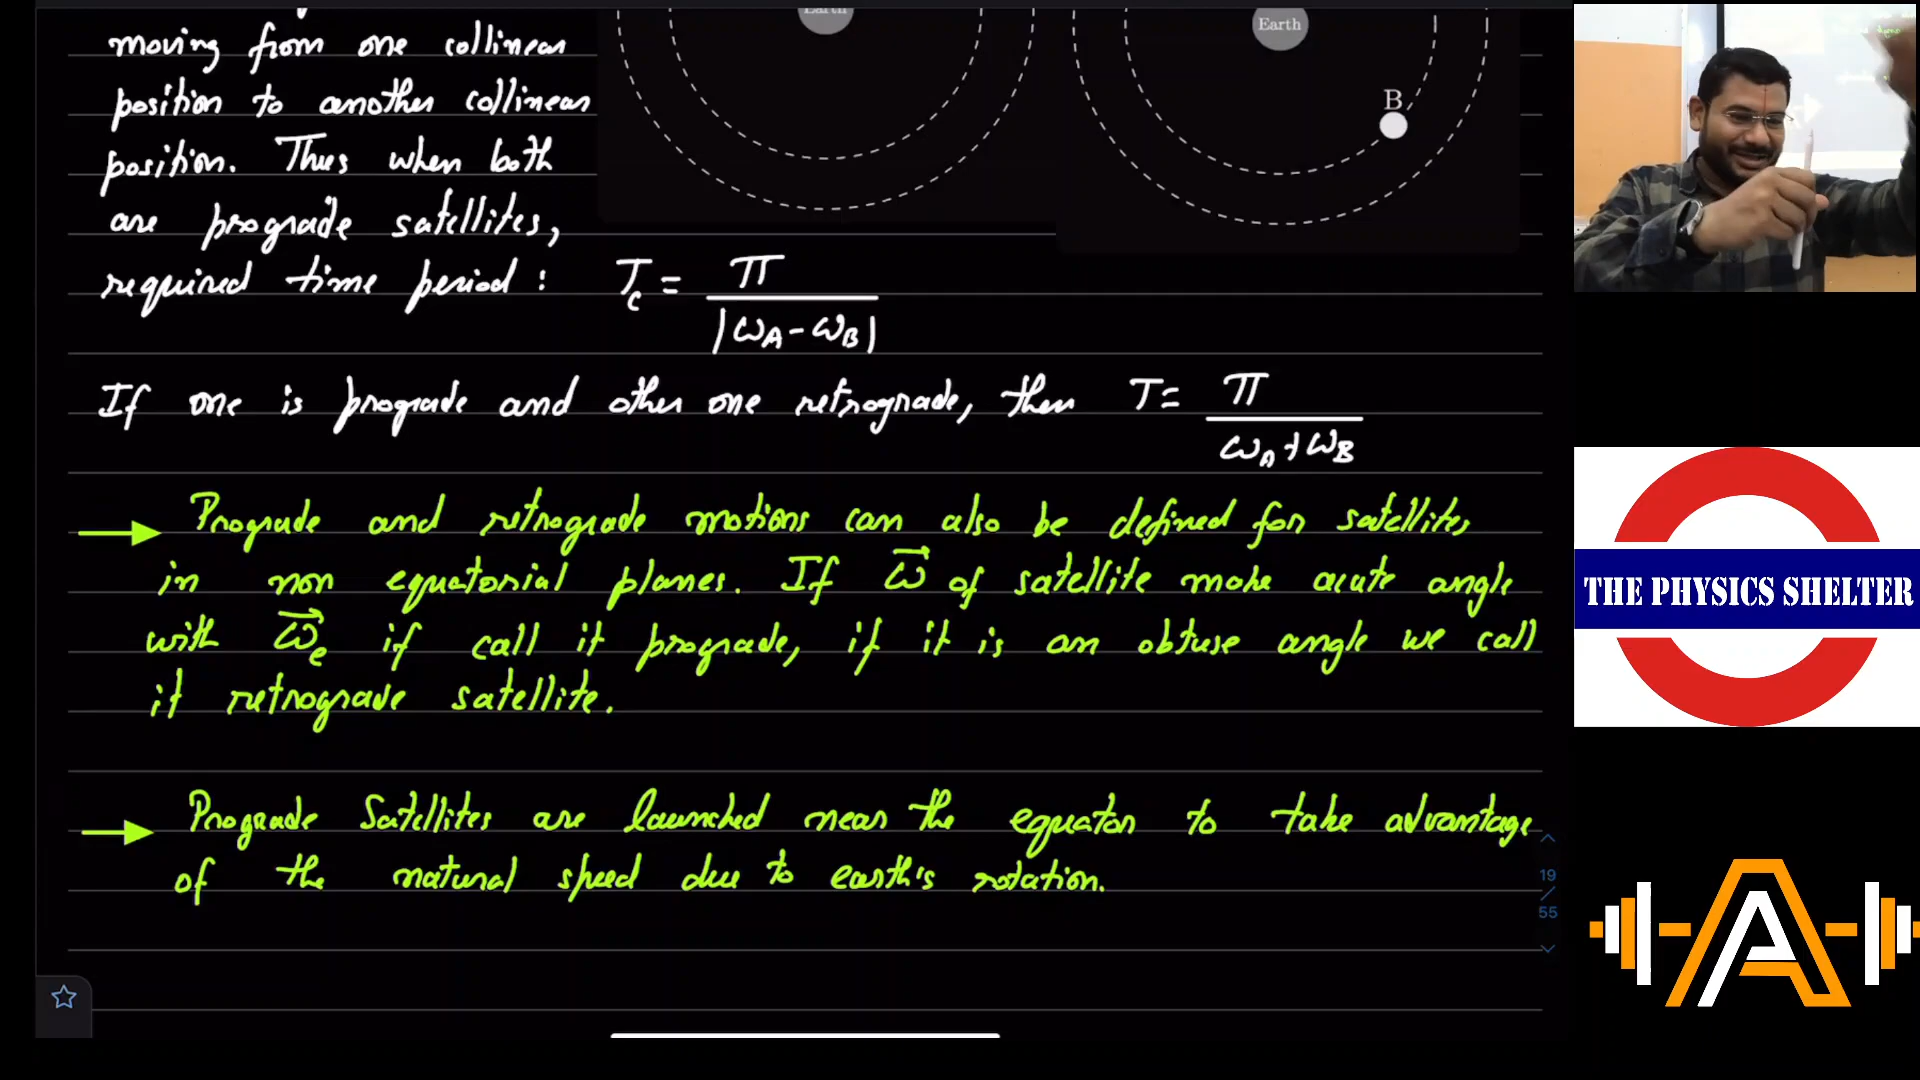 Earth
Earth
moving from one collinear
B
position to another collinear
position. Thus when both
are prograde satellites,
required time period : T_c = π / |ω_A - ω_B|
If one is prograde and other one retrograde, then T = π / ω_A + ω_B
→ Prograde and retrograde motions can also be defined for satellites
in non equatorial planes. If ω⃗ of satellite make acute angle
with ω⃗_e if call it prograde, if it is an obtuse angle we call
it retrograde satellite.
→ Prograde Satellites are launched near the equator to take advantage
of the natural speed due to earth's rotation.
19
/
55
THE PHYSICS SHELTER
A